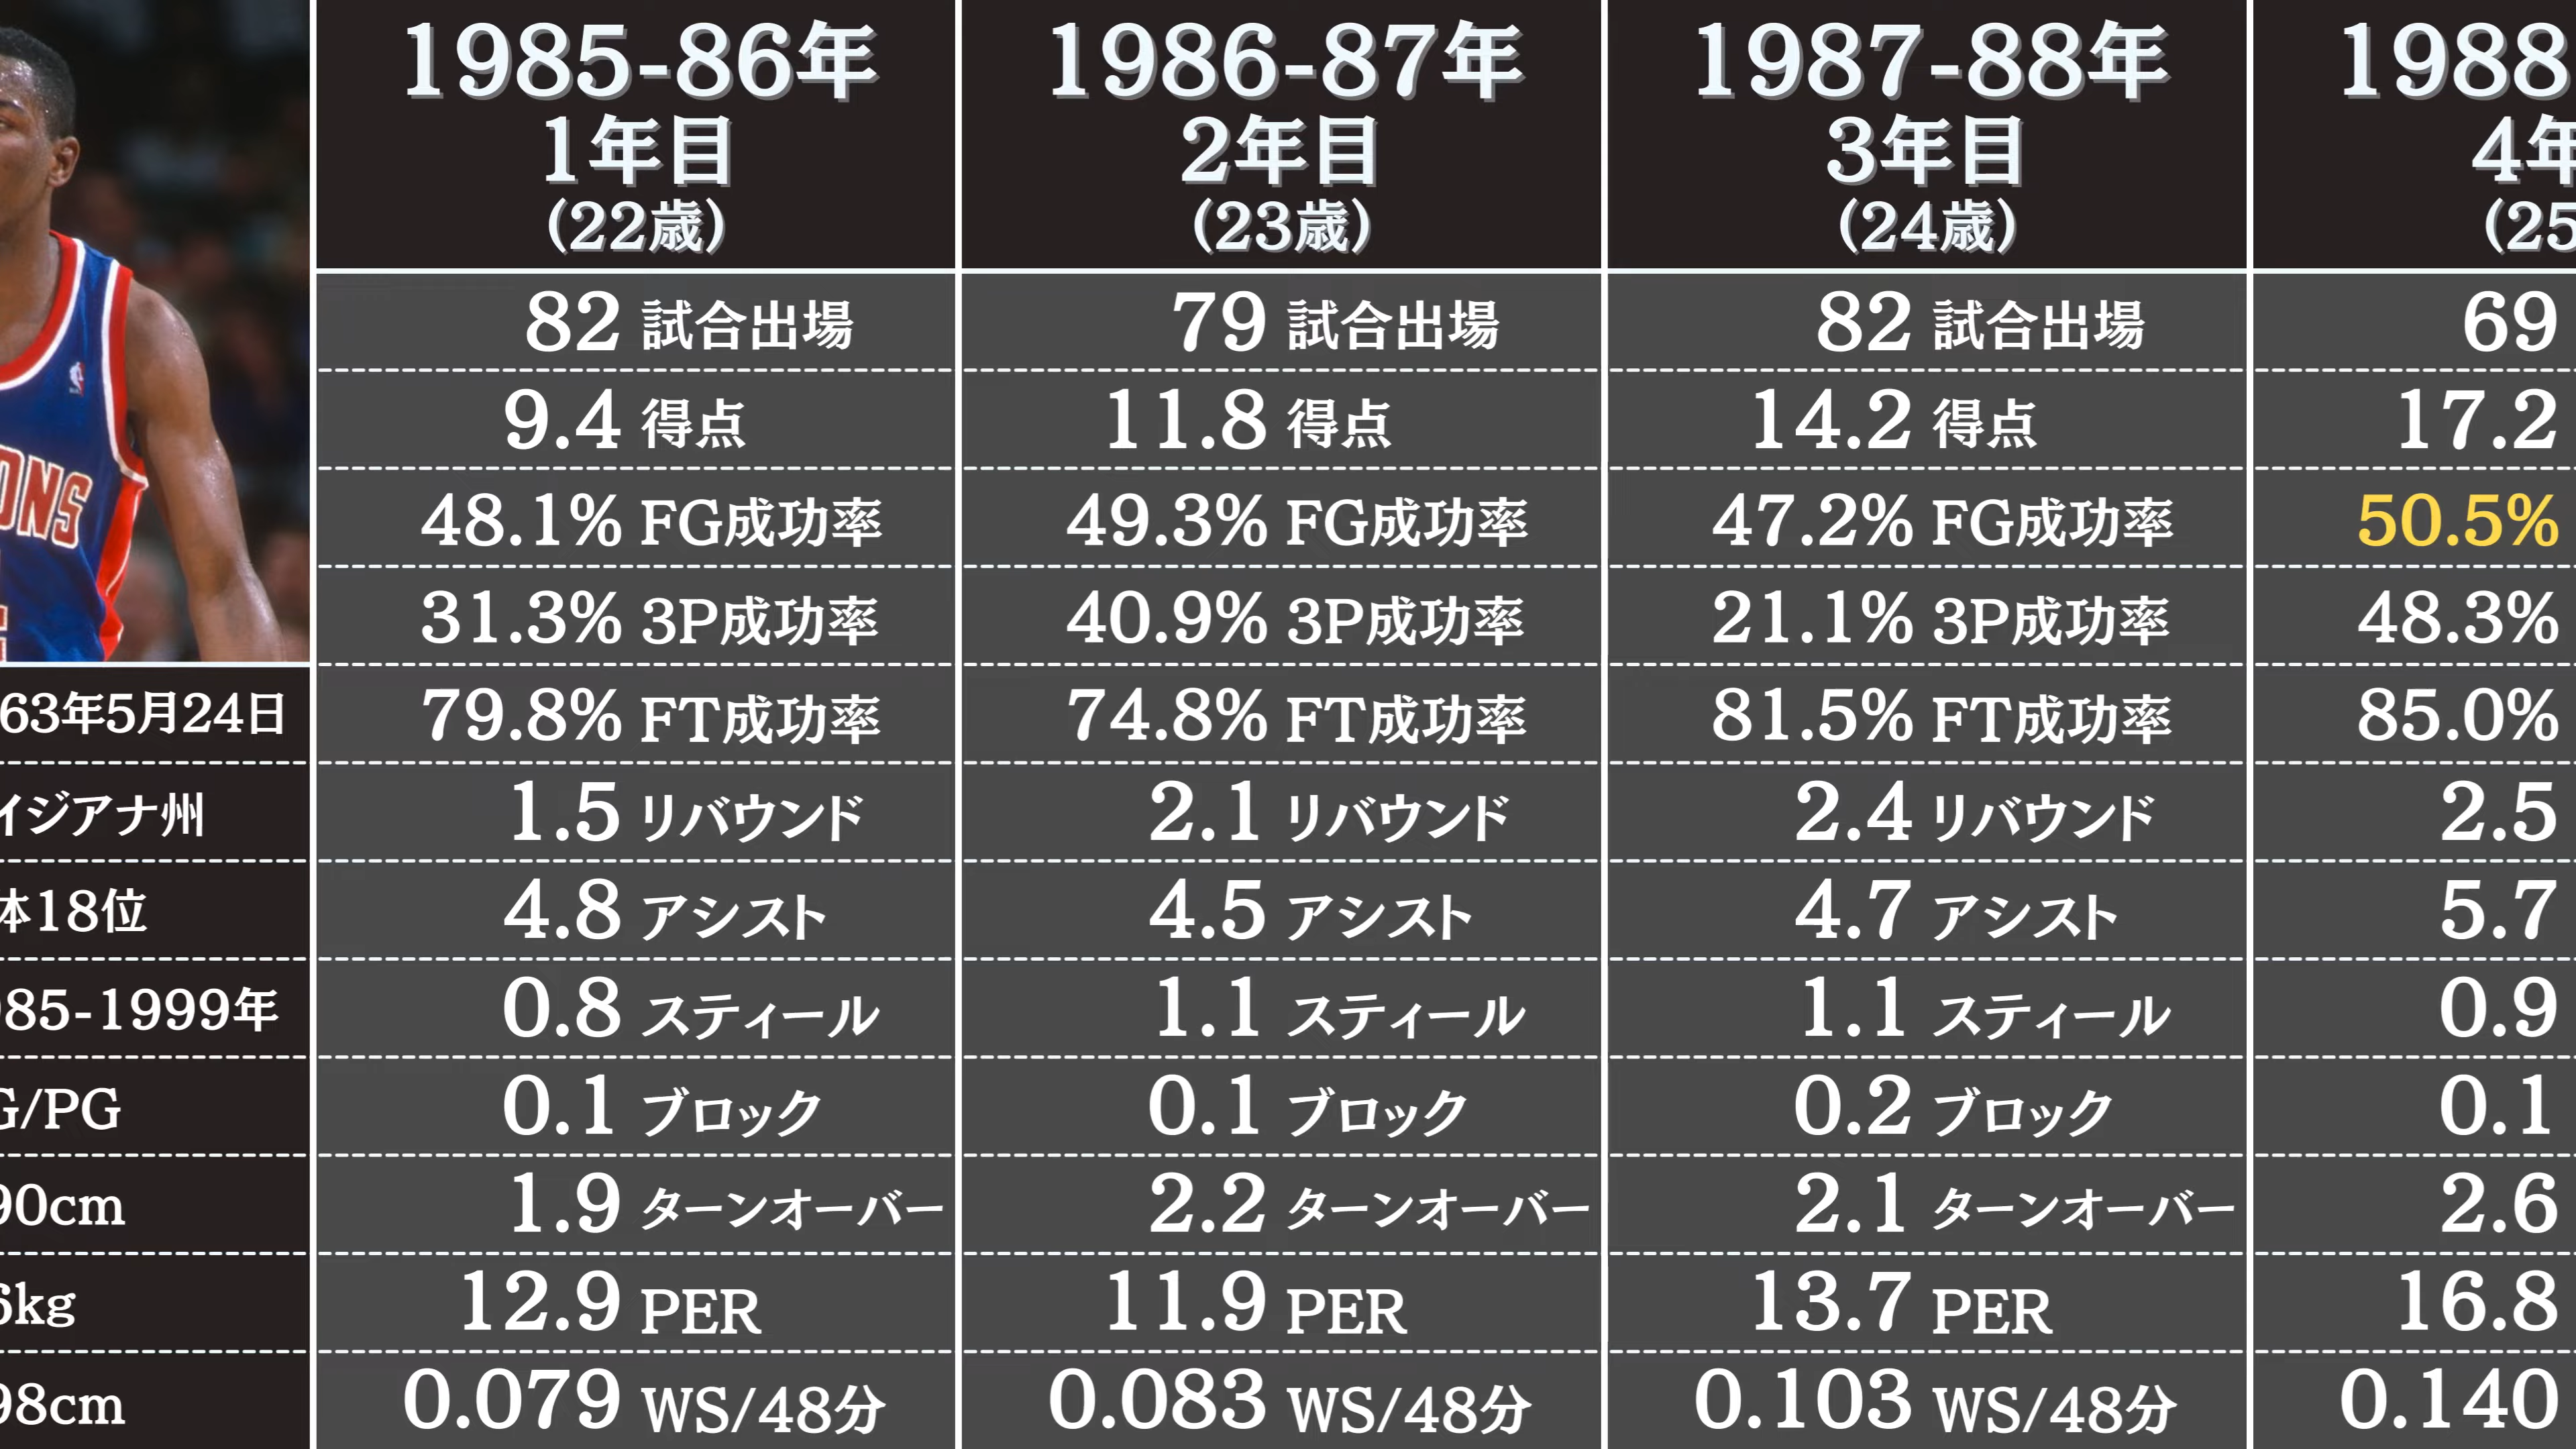 ONS
63年5月24日
イジアナ州
体18位
985-1999年
G/PG
90cm
6kg
98cm
1985-86年
1年目
(22歳)
82 試合出場
9.4 得点
48.1% FG成功率
31.3% 3P成功率
79.8% FT成功率
1.5 リバウンド
4.8 アシスト
0.8 スティール
0.1 ブロック
1.9 ターンオーバー
12.9 PER
0.079 WS/48分
1986-87年
2年目
(23歳)
79 試合出場
11.8 得点
49.3% FG成功率
40.9% 3P成功率
74.8% FT成功率
2.1 リバウンド
4.5 アシスト
1.1 スティール
0.1 ブロック
2.2 ターンオーバー
11.9 PER
0.083 WS/48分
1987-88年
3年目
(24歳)
82 試合出場
14.2 得点
47.2% FG成功率
21.1% 3P成功率
81.5% FT成功率
2.4 リバウンド
4.7 アシスト
1.1 スティール
0.2 ブロック
2.1 ターンオーバー
13.7 PER
0.103 WS/48分
1988
4年
(25
69
17.2
50.5%
48.3%
85.0%
2.5
5.7
0.9
0.1
2.6
16.8
0.140